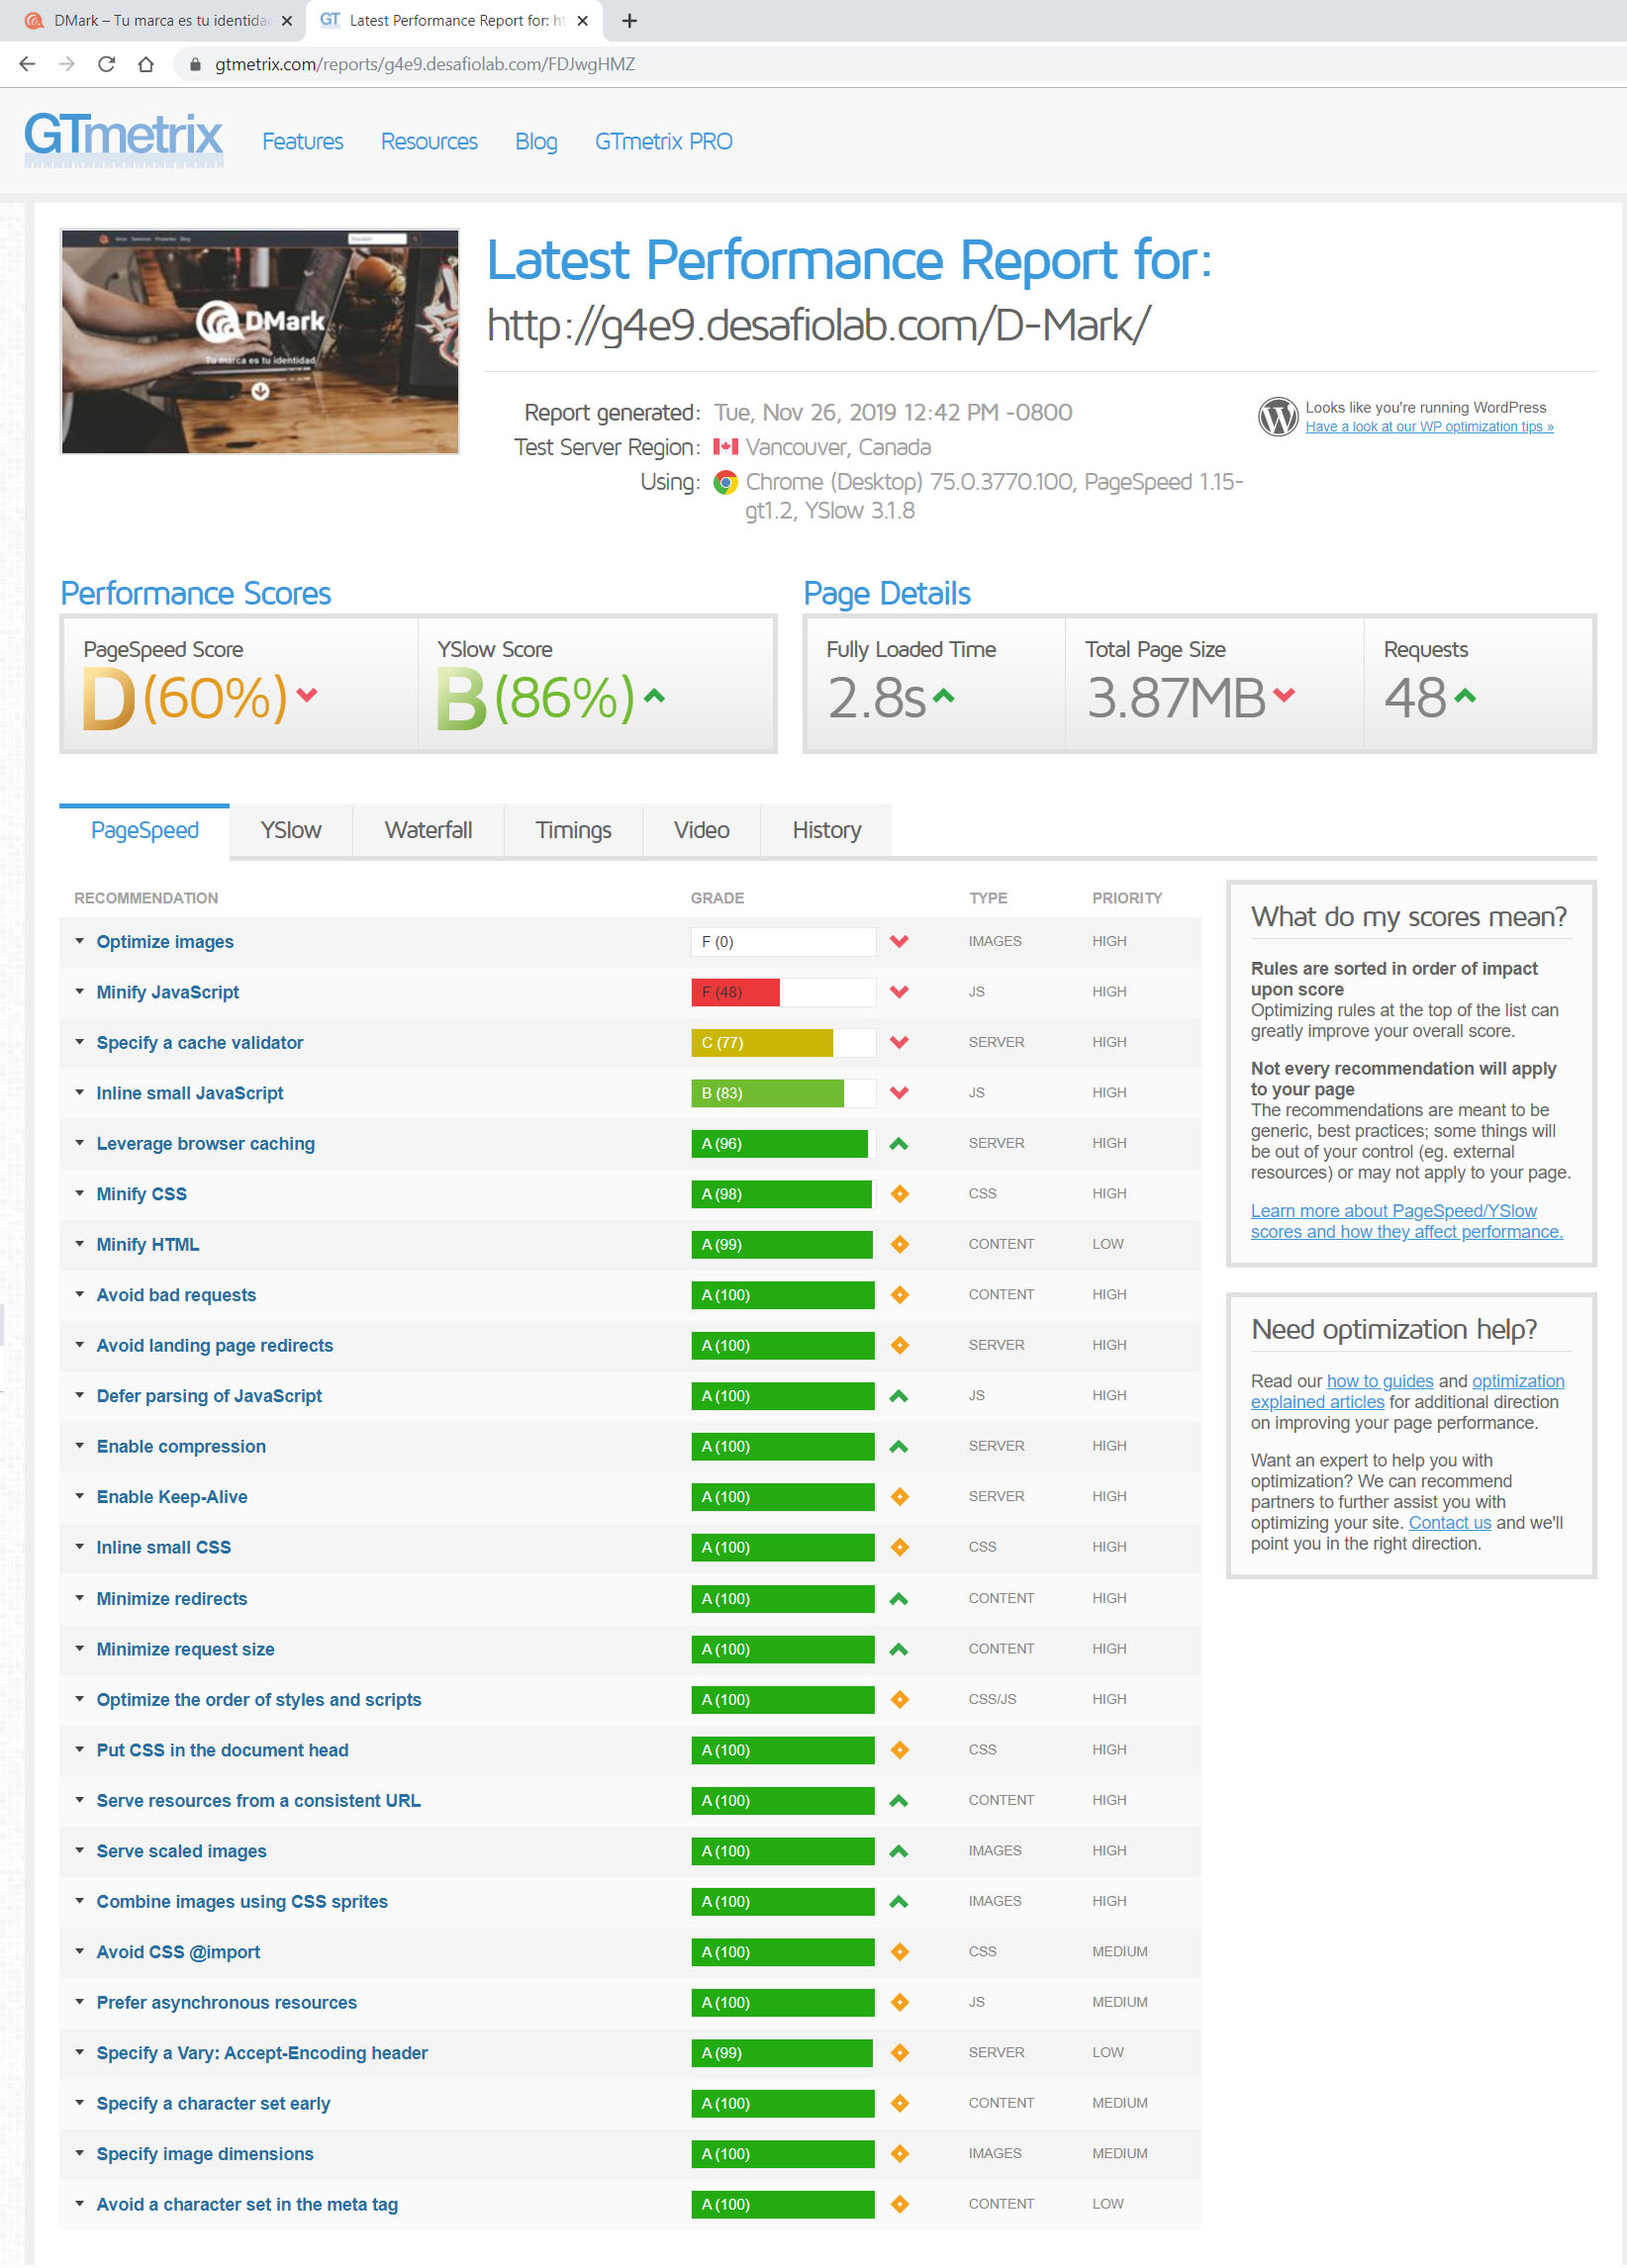 DMark – Tu marca es tu identida
Latest Performance Report for: ht
gtmetrix.com/reports/g4e9.desafiolab.com/FDJwgHMZ
GTmetrix
Features
Resources
Blog
GTmetrix PRO
DMark
Tu marca es tu identidad
Latest Performance Report for:
http://g4e9.desafiolab.com/D-Mark/
Report generated: Tue, Nov 26, 2019 12:42 PM -0800
Test Server Region: Vancouver, Canada
Using: Chrome (Desktop) 75.0.3770.100, PageSpeed 1.15-
gt1.2, YSlow 3.1.8
Looks like you're running WordPress
Have a look at our WP optimization tips »
Performance Scores
PageSpeed Score
D (60%)
YSlow Score
B (86%)
Page Details
Fully Loaded Time
2.8s
Total Page Size
3.87MB
Requests
48
PageSpeed
YSlow
Waterfall
Timings
Video
History
RECOMMENDATION GRADE TYPE PRIORITY
Optimize images F (0) IMAGES HIGH
Minify JavaScript F (48) JS HIGH
Specify a cache validator C (77) SERVER HIGH
Inline small JavaScript B (83) JS HIGH
Leverage browser caching A (96) SERVER HIGH
Minify CSS A (98) CSS HIGH
Minify HTML A (99) CONTENT LOW
Avoid bad requests A (100) CONTENT HIGH
Avoid landing page redirects A (100) SERVER HIGH
Defer parsing of JavaScript A (100) JS HIGH
Enable compression A (100) SERVER HIGH
Enable Keep-Alive A (100) SERVER HIGH
Inline small CSS A (100) CSS HIGH
Minimize redirects A (100) CONTENT HIGH
Minimize request size A (100) CONTENT HIGH
Optimize the order of styles and scripts A (100) CSS/JS HIGH
Put CSS in the document head A (100) CSS HIGH
Serve resources from a consistent URL A (100) CONTENT HIGH
Serve scaled images A (100) IMAGES HIGH
Combine images using CSS sprites A (100) IMAGES HIGH
Avoid CSS @import A (100) CSS MEDIUM
Prefer asynchronous resources A (100) JS MEDIUM
Specify a Vary: Accept-Encoding header A (99) SERVER LOW
Specify a character set early A (100) CONTENT MEDIUM
Specify image dimensions A (100) IMAGES MEDIUM
Avoid a character set in the meta tag A (100) CONTENT LOW
What do my scores mean?
Rules are sorted in order of impact
upon score
Optimizing rules at the top of the list can
greatly improve your overall score.
Not every recommendation will apply
to your page
The recommendations are meant to be
generic, best practices; some things will
be out of your control (eg. external
resources) or may not apply to your page.
Learn more about PageSpeed/YSlow
scores and how they affect performance.
Need optimization help?
Read our how to guides and optimization
explained articles for additional direction
on improving your page performance.
Want an expert to help you with
optimization? We can recommend
partners to further assist you with
optimizing your site. Contact us and we'll
point you in the right direction.